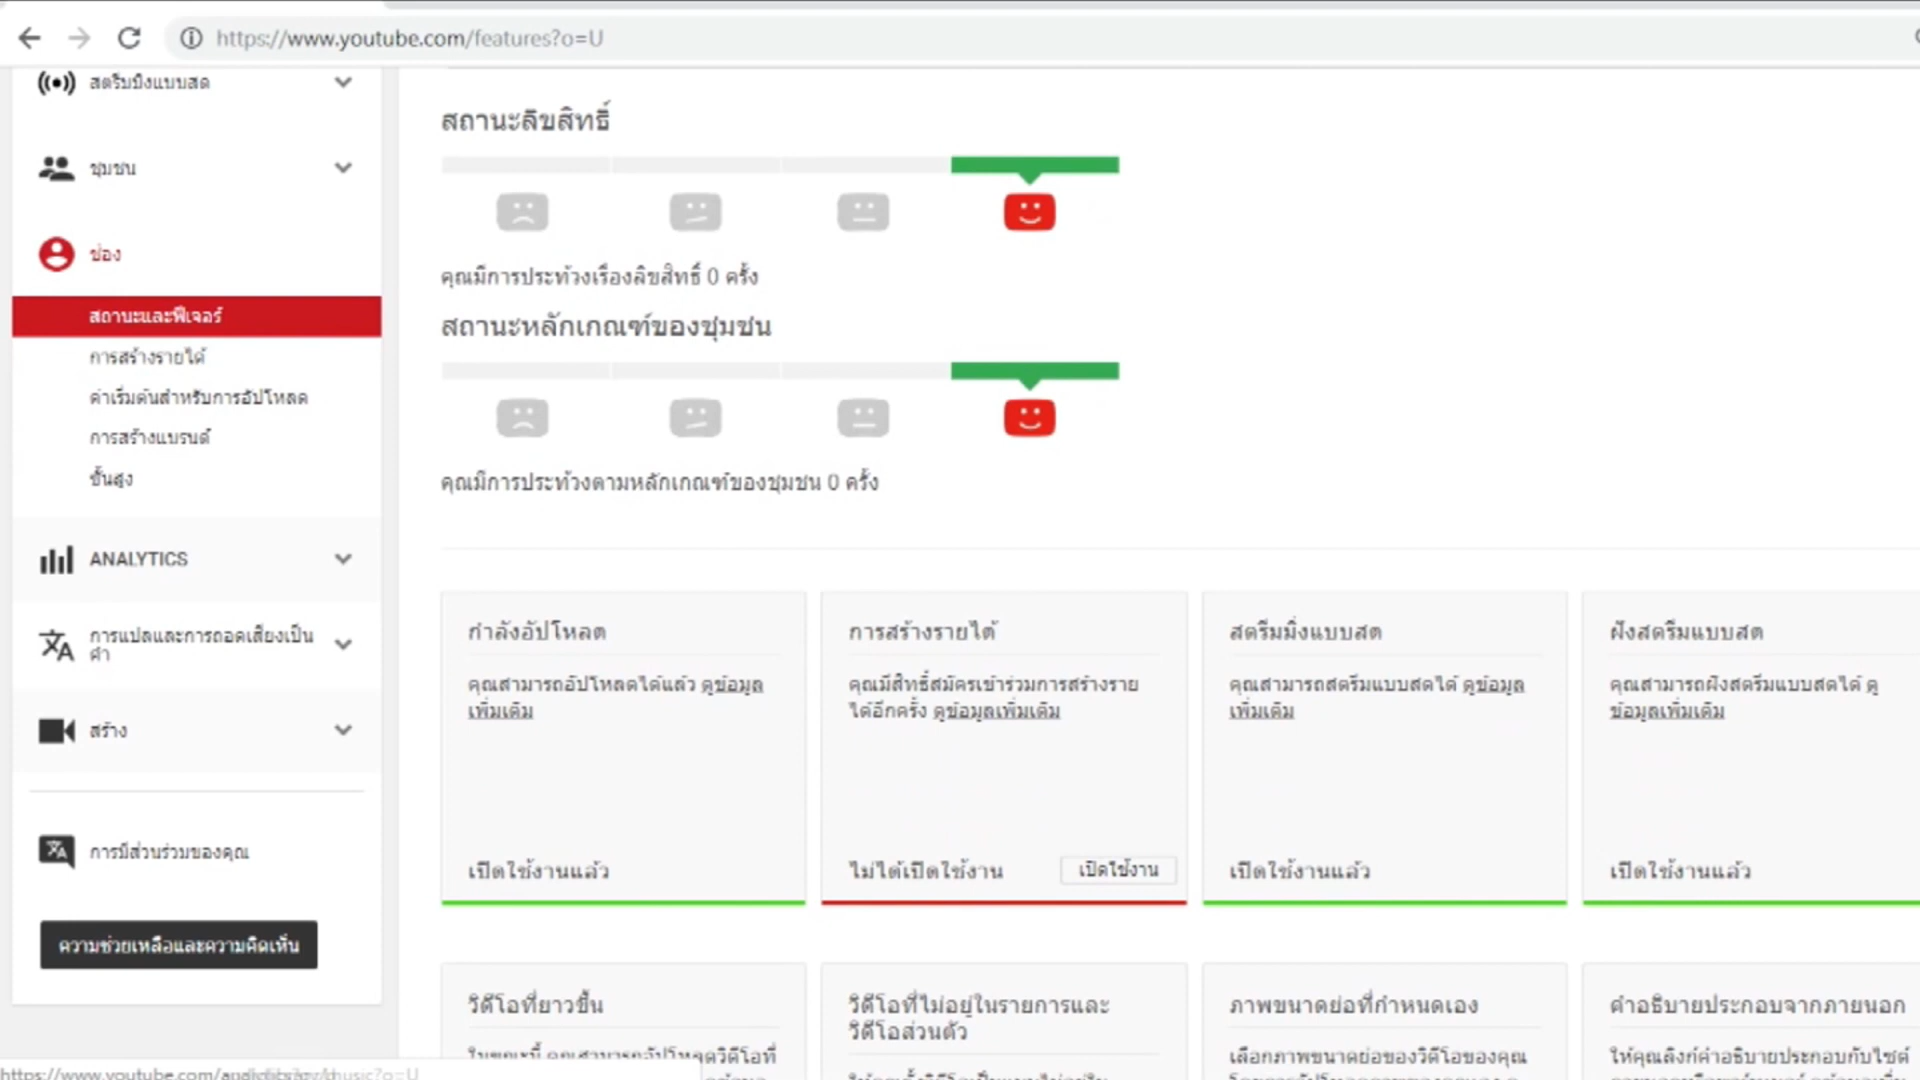 https://www.youtube.com/features?o=U
สตรีมมิ่งแบบสด
ชุมชน
ช่อง
สถานะและฟีเจอร์
การสร้างรายได้
ค่าเริ่มต้นสำหรับการอัปโหลด
การสร้างแบรนด์
ขั้นสูง
ANALYTICS
การแปลและการถอดเสียงเป็น
คำ
สร้าง
การมีส่วนร่วมของคุณ
ความช่วยเหลือและความคิดเห็น
สถานะลิขสิทธิ์
คุณมีการประท้วงเรื่องลิขสิทธิ์ 0 ครั้ง
สถานะหลักเกณฑ์ของชุมชน
คุณมีการประท้วงตามหลักเกณฑ์ของชุมชน 0 ครั้ง
กำลังอัปโหลด
คุณสามารถอัปโหลดได้แล้ว ดูข้อมูล
เพิ่มเติม
เปิดใช้งานแล้ว
การสร้างรายได้
คุณมีสิทธิ์สมัครเข้าร่วมการสร้างราย
ได้อีกครั้ง ดูข้อมูลเพิ่มเติม
ไม่ได้เปิดใช้งาน
เปิดใช้งาน
สตรีมมิ่งแบบสด
คุณสามารถสตรีมแบบสดได้ ดูข้อมูล
เพิ่มเติม
เปิดใช้งานแล้ว
ฝังสตรีมแบบสด
คุณสามารถฝังสตรีมแบบสดได้ ดู
ข้อมูลเพิ่มเติม
เปิดใช้งานแล้ว
วิดีโอที่ยาวขึ้น
ในขณะนี้ คุณสามารถอัปโหลดวิดีโอที่
วิดีโอที่ไม่อยู่ในรายการและ
วิดีโอส่วนตัว
ภาพขนาดย่อที่กำหนดเอง
เลือกภาพขนาดย่อของวิดีโอของคุณ
คำอธิบายประกอบจากภายนอก
ให้คุณลิงก์คำอธิบายประกอบกับไซต์